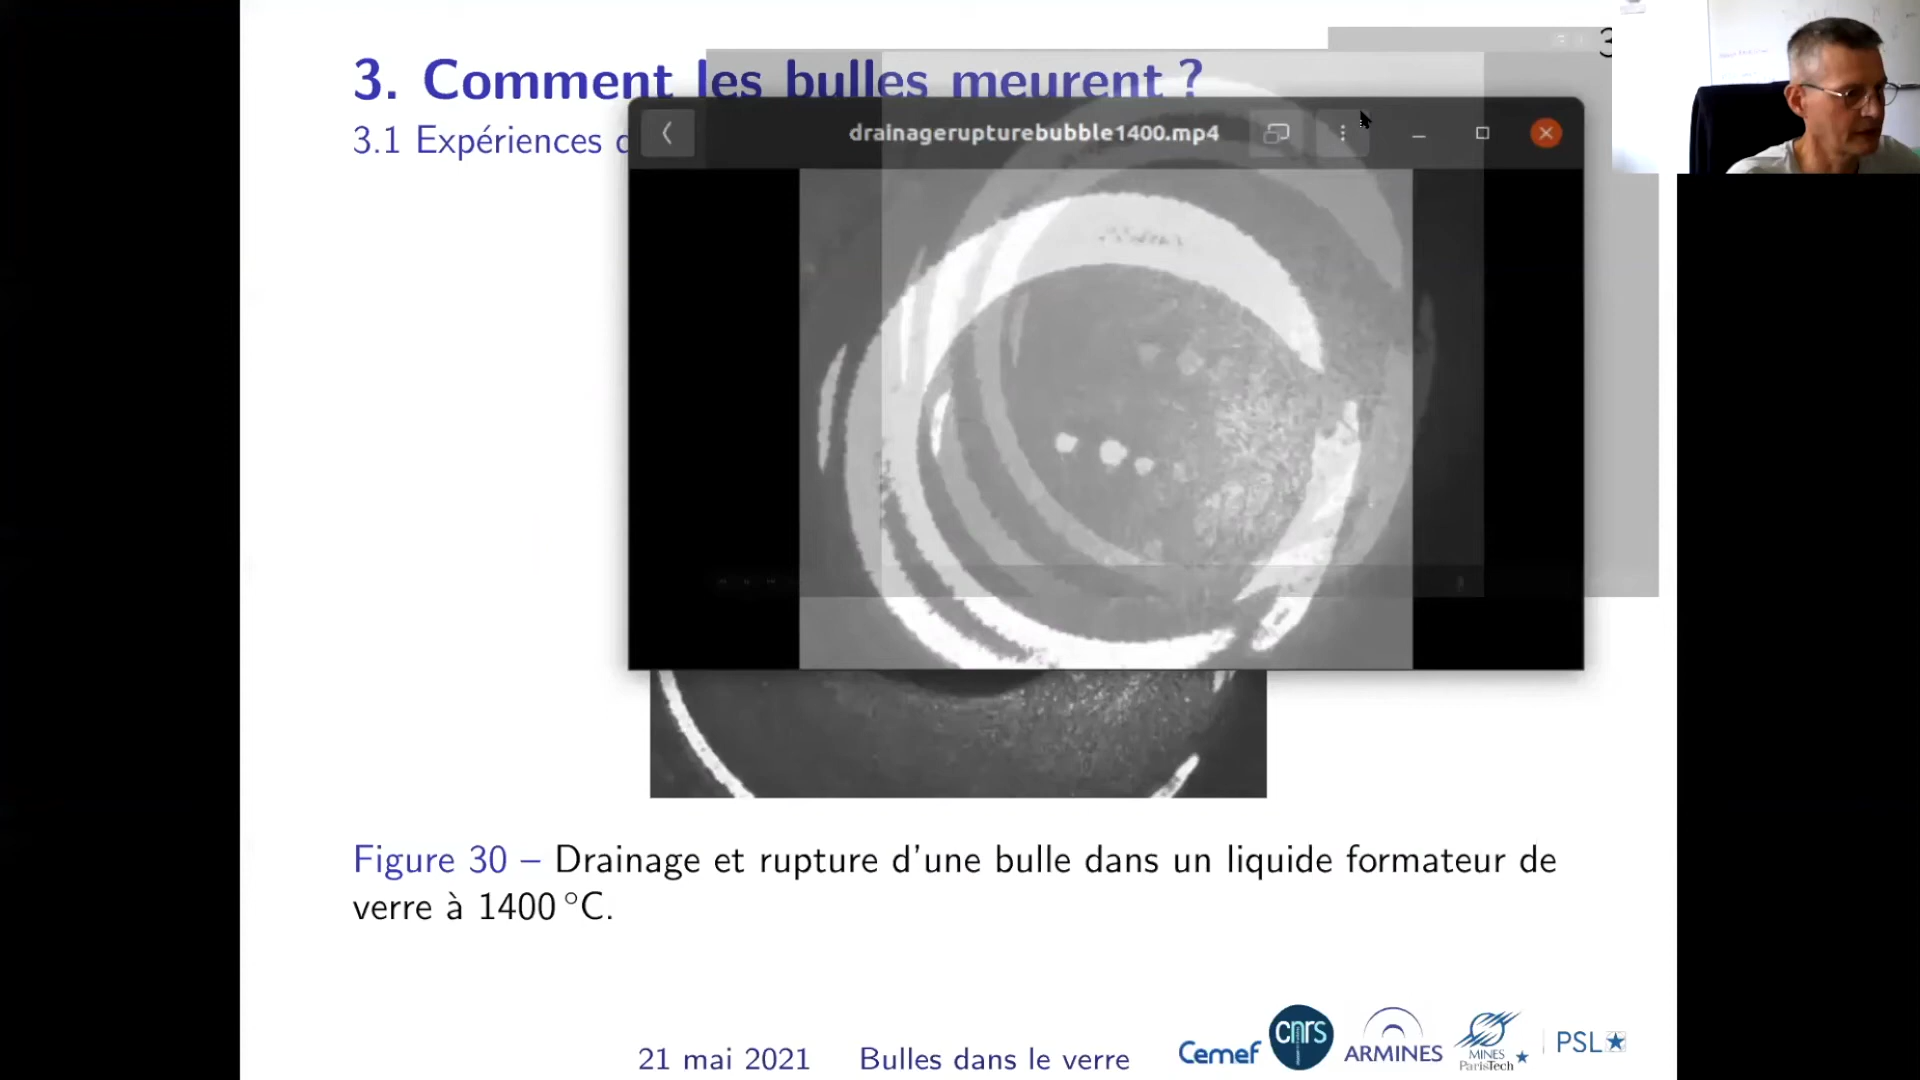 3. Comment les bulles meurent ?
3.1 Expériences
drainagerupturebubble1400.mp4
3
Figure 30 – Drainage et rupture d'une bulle dans un liquide formateur de
verre à 1400 °C.
21 mai 2021 Bulles dans le verre
Cemef
cnrs
ARMINES
MINES
ParisTech
PSL